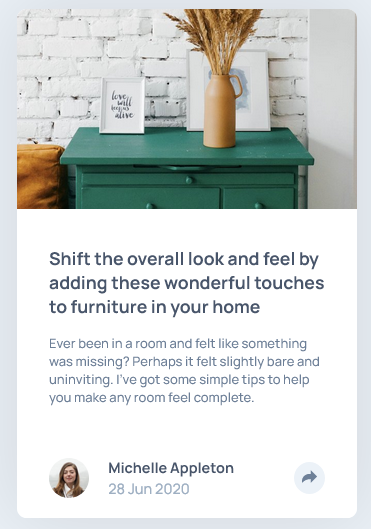 love
will
keep us
alive
Shift the overall look and feel by
adding these wonderful touches
to furniture in your home
Ever been in a room and felt like something
was missing? Perhaps it felt slightly bare and
uninviting. I've got some simple tips to help
you make any room feel complete.
Michelle Appleton
28 Jun 2020